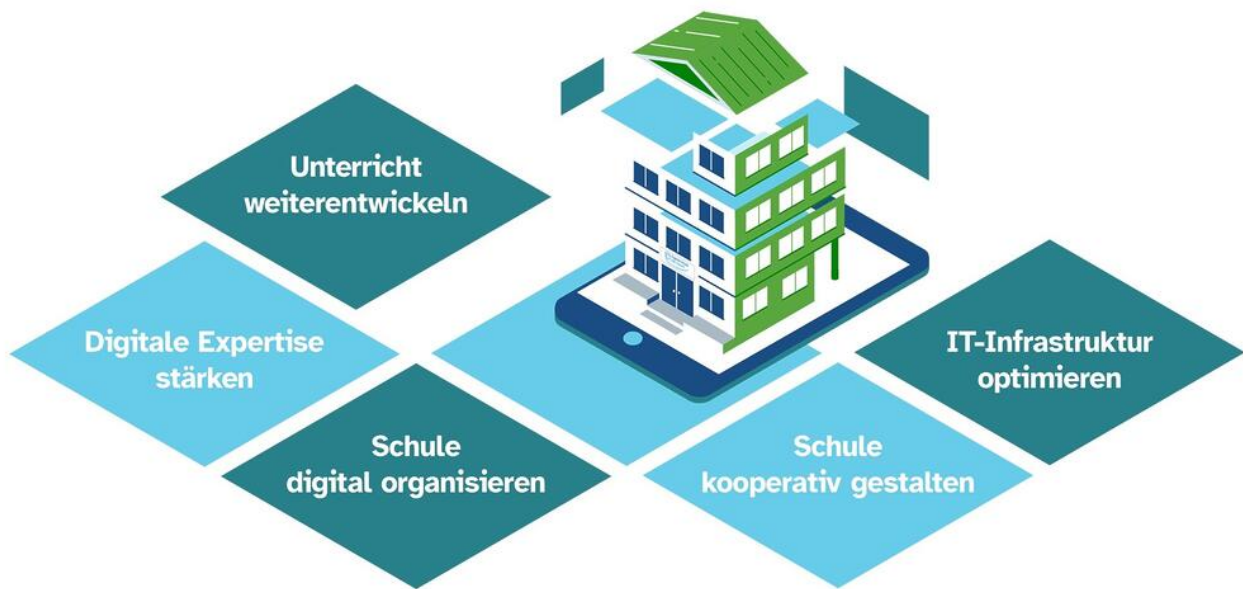 Unterricht
weiterentwickeln
Digitale Expertise
stärken
IT-Infrastruktur
optimieren
Schule
digital organisieren
Schule
kooperativ gestalten